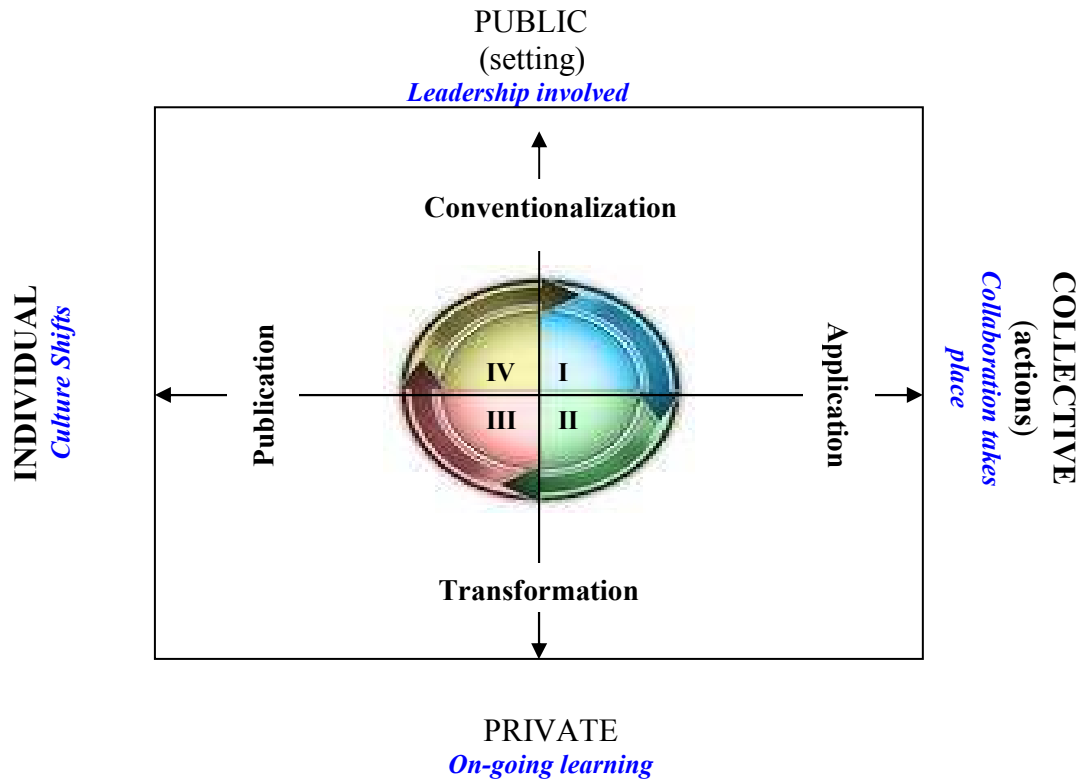 PUBLIC
(setting)
Leadership involved
Conventionalization
INDIVIDUAL
Culture Shifts
Publication
IV
I
III
II
Application
COLLECTIVE
(actions)
Collaboration takes
place
Transformation
PRIVATE
On-going learning